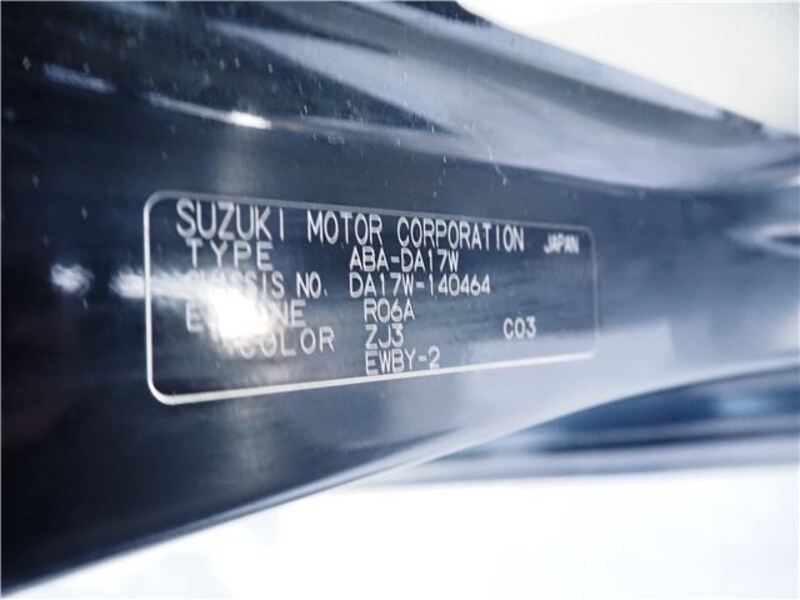 SUZUKI MOTOR CORPORATION JAPAN
TYPE ABA-DA17W
CHASSIS NO. DA17W-140464
ENGINE R06A
COLOR ZJ3 C03
EWBY-2